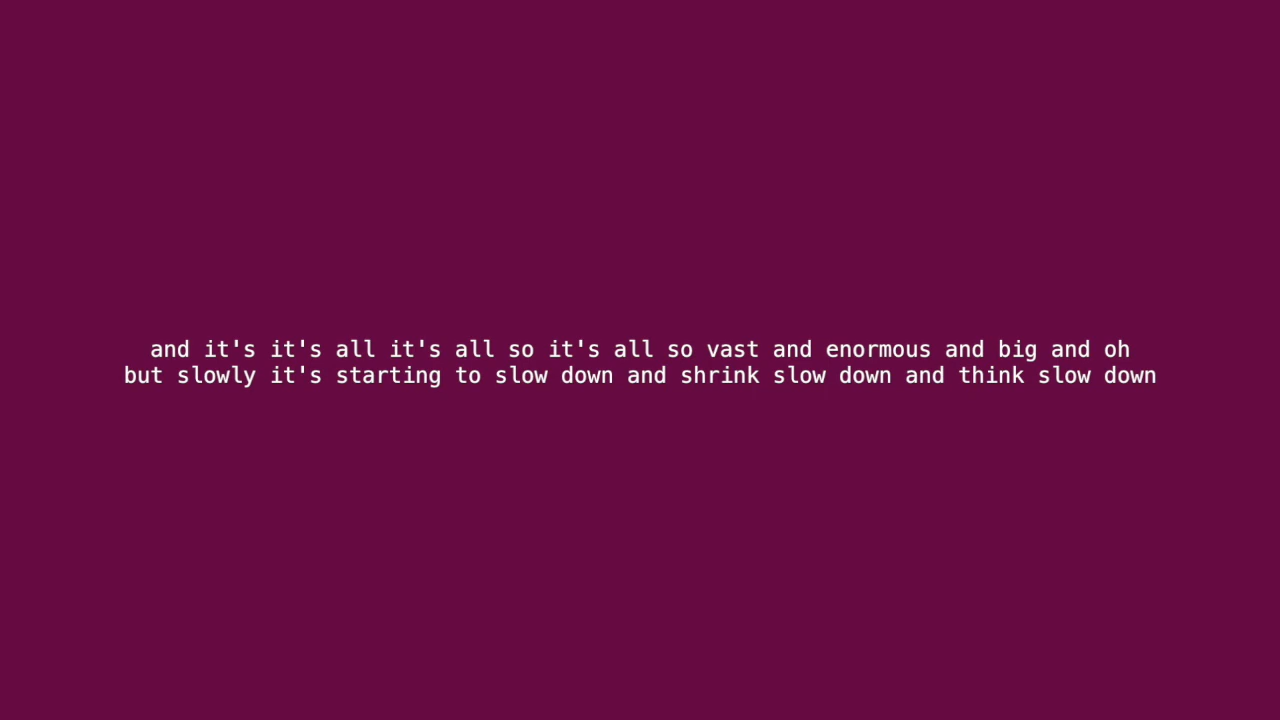 and it's it's all it's all so it's all so vast and enormous and big and oh
but slowly it's starting to slow down and shrink slow down and think slow down